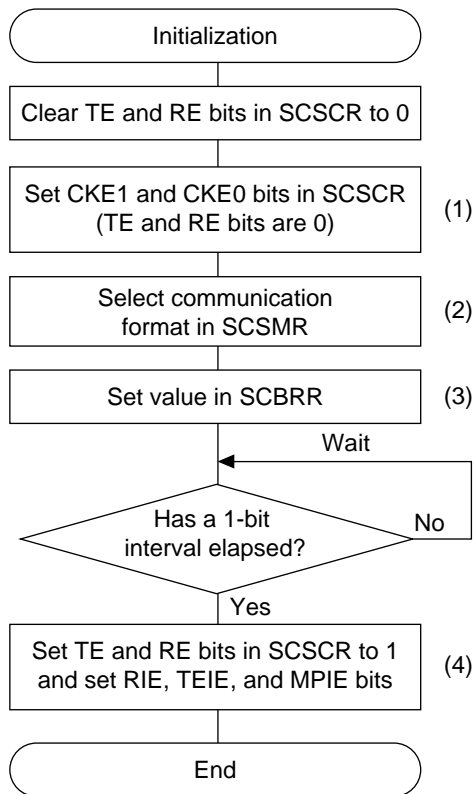 Initialization
Clear TE and RE bits in SCSCR to 0
Set CKE1 and CKE0 bits in SCSCR
(TE and RE bits are 0)
(1)
Select communication
format in SCSMR
(2)
Set value in SCBRR
(3)
Wait
Has a 1-bit
interval elapsed?
No
Yes
Set TE and RE bits in SCSCR to 1
and set RIE, TEIE, and MPIE bits
(4)
End